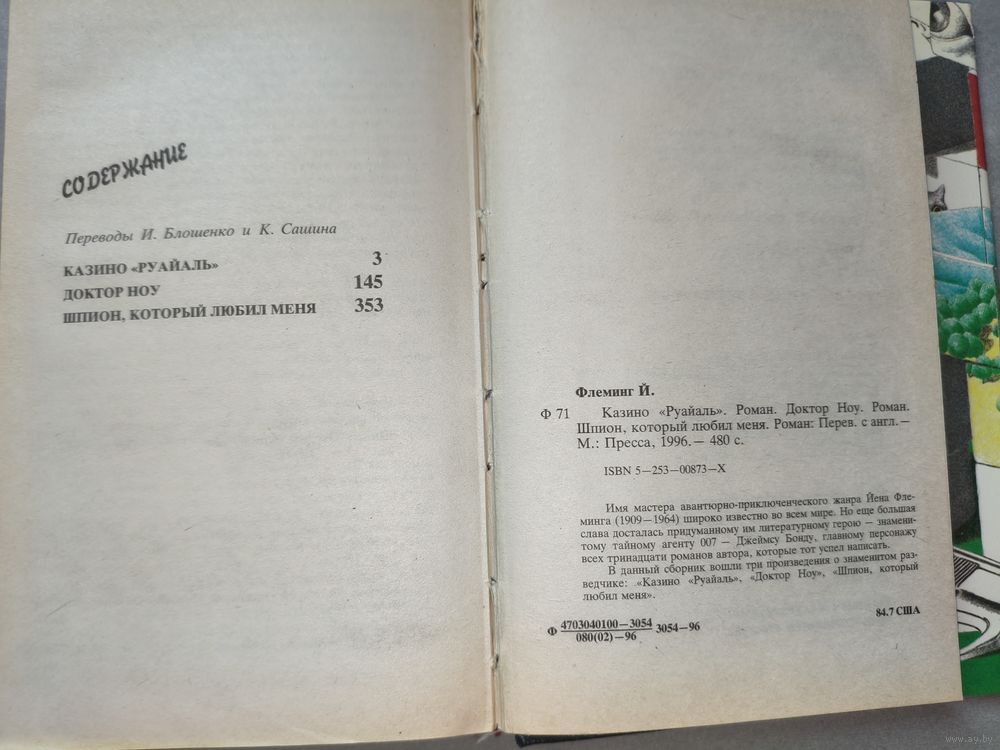 СОДЕРЖАНИЕ
Переводы И. Блошенко и К. Сашина
КАЗИНО «РУАЙАЛЬ» 3
ДОКТОР НОУ 145
ШПИОН, КОТОРЫЙ ЛЮБИЛ МЕНЯ 353
Флеминг Й.
Ф 71 Казино «Руайаль». Роман. Доктор Ноу. Роман.
Шпион, который любил меня. Роман: Перев. с англ.—
М.: Пресса, 1996.— 480 с.
ISBN 5—253—00873—X
Имя мастера авантюрно-приключенческого жанра Йена Фле-
минга (1909—1964) широко известно во всем мире. Но еще большая
слава досталась придуманному им литературному герою — знамени-
тому тайному агенту 007 — Джеймсу Бонду, главному персонажу
всех тринадцати романов автора, которые тот успел написать.
В данный сборник вошли три произведения о знаменитом раз-
ведчике: «Казино «Руайаль», «Доктор Ноу», «Шпион, который
любил меня».
84.7 США
Ф 4703040100—3054 3054—96
080(02)—96
www.ay.by